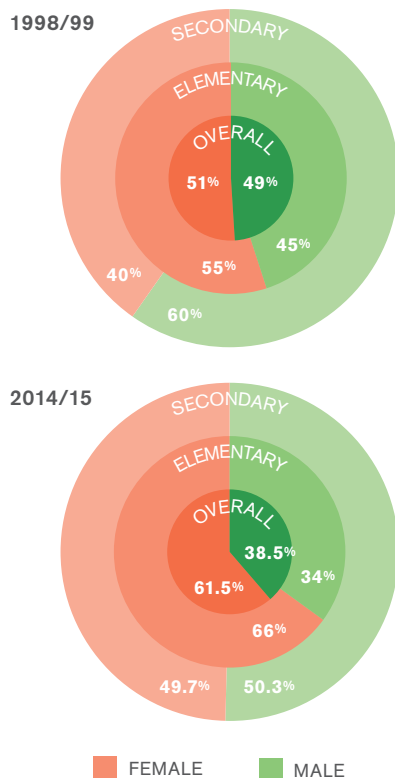 1998/99
SECONDARY
ELEMENTARY
OVERALL
51% 49%
45%
55%
40%
60%
2014/15
SECONDARY
ELEMENTARY
OVERALL
38.5%
34%
61.5%
66%
49.7% 50.3%
FEMALE MALE